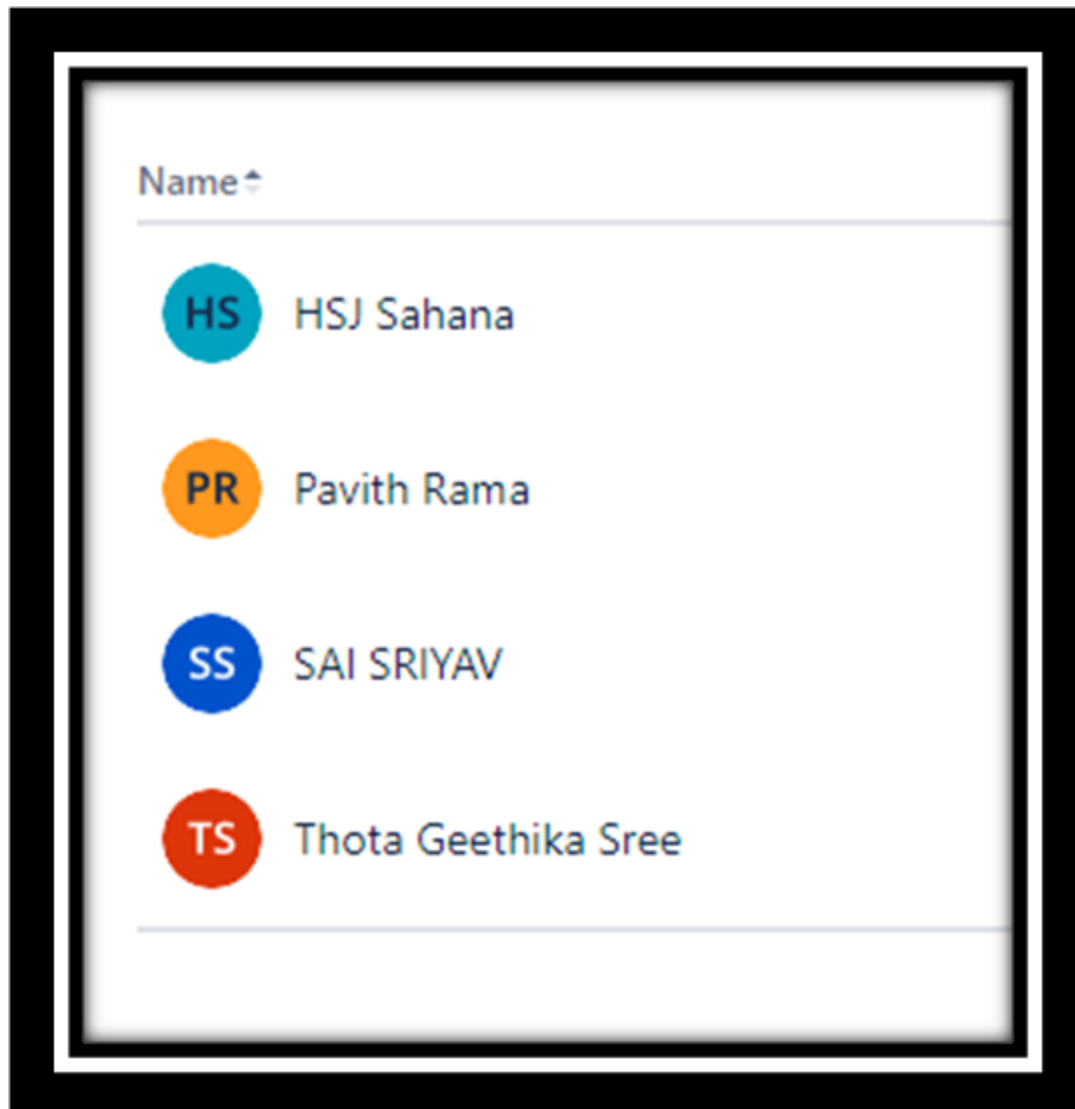 Name
HS HSJ Sahana
PR Pavith Rama
SS SAI SRIYAV
TS Thota Geethika Sree